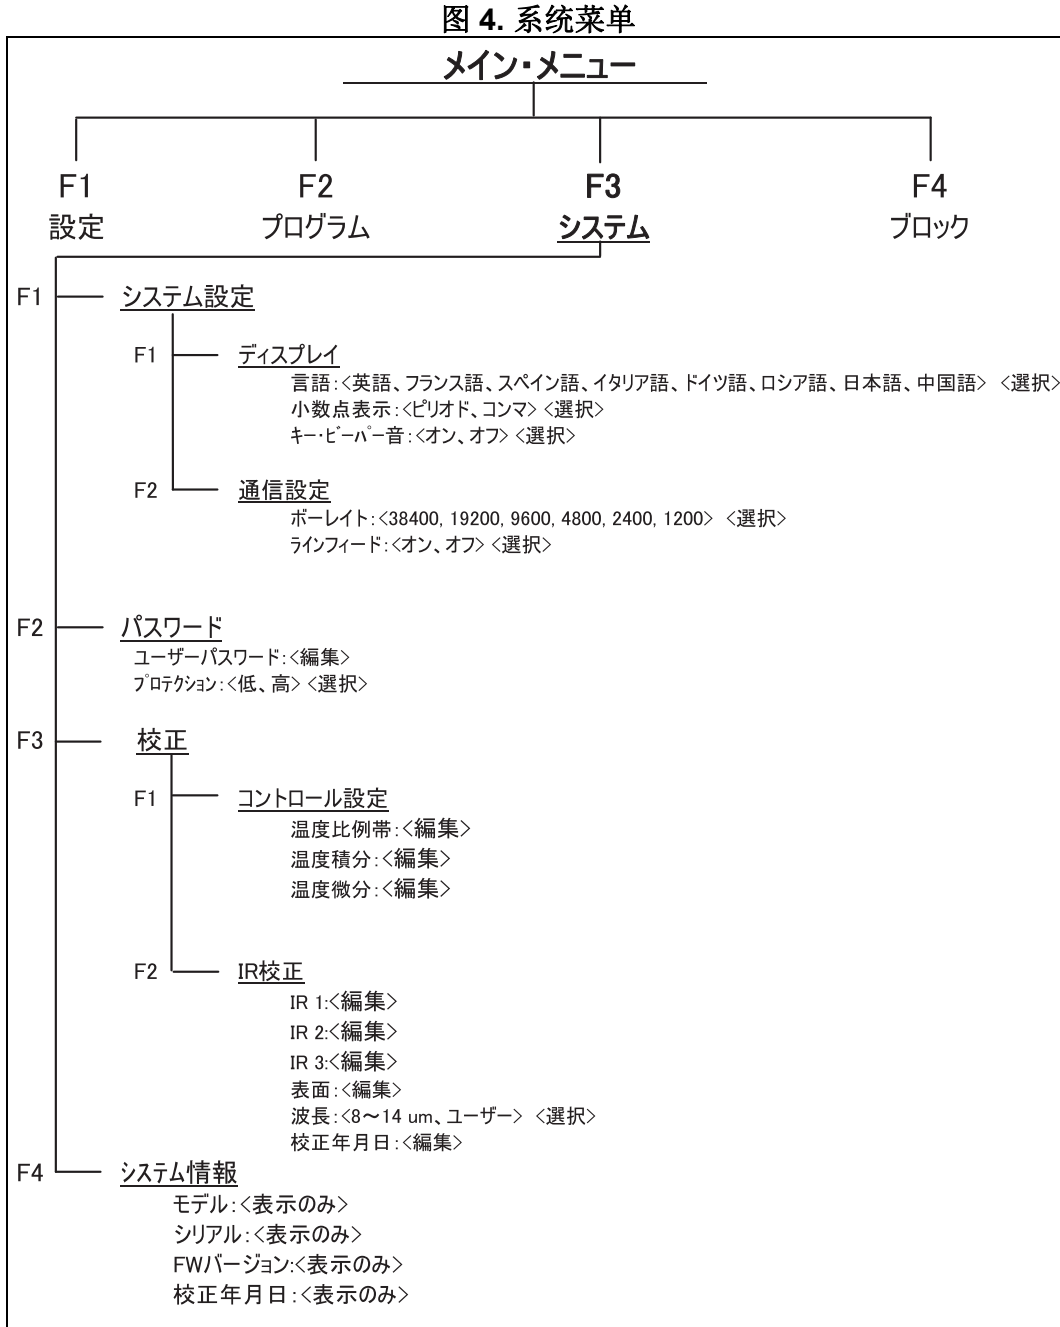 图 4. 系统菜单
メイン・メニュー
F1 F2 F3 F4
設定 プログラム システム ブロック
F1 システム設定
F1 ディスプレイ
言語:<英語、フランス語、スペイン語、イタリア語、ドイツ語、ロシア語、日本語、中国語> <選択>
小数点表示:<ピリオド、コンマ> <選択>
キー・ビーパー音:<オン、オフ> <選択>
F2 通信設定
ボーレイト:<38400, 19200, 9600, 4800, 2400, 1200> <選択>
ラインフィード:<オン、オフ> <選択>
F2 パスワード
ユーザーパスワード:<編集>
プロテクション:<低、高> <選択>
F3 校正
F1 コントロール設定
温度比例帯:<編集>
温度積分:<編集>
温度微分:<編集>
F2 IR校正
IR 1:<編集>
IR 2:<編集>
IR 3:<編集>
表面:<編集>
波長:<8～14 um、ユーザー> <選択>
校正年月日:<編集>
F4 システム情報
モデル:<表示のみ>
シリアル:<表示のみ>
FWバージョン:<表示のみ>
校正年月日:<表示のみ>